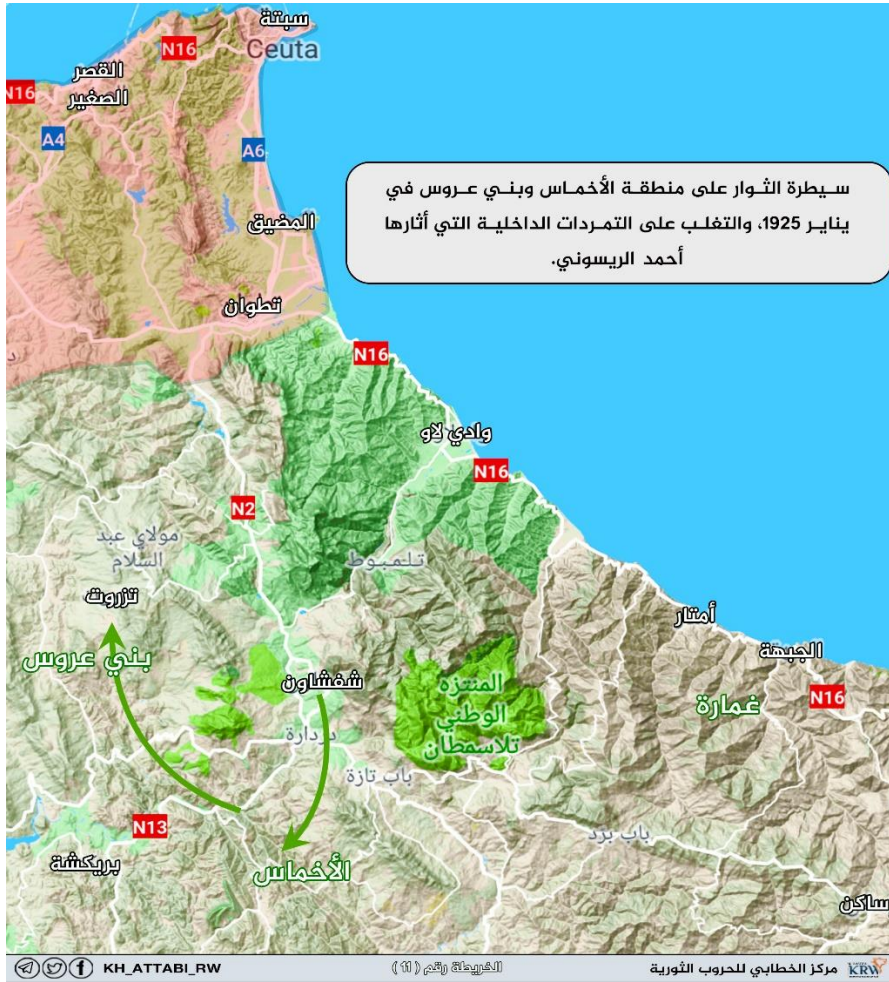 سبتة
Ceuta
N16
القصر
الصغير
N16
A4
A6
سيطرة الثوار على منطقة الأخماس وبني عروس في
يناير 1925، والتغلب على التمردات الداخلية التي أثارها
أحمد الريسوني.
المضيق
تطوان
N16
وادي لاو
N16
N2
مولاي عبد
السلام
تلمبوط
تزروت
أمتار
بني عروس
الجبهة
شفشاون
المنتزه
الوطني
تلاسمطان
غمارة
N16
دردارة
باب تازة
N13
باب برد
بريكشة
الأخماس
ساكن
KH_ATTABI_RW
الخريطة رقم (11)
مركز الخطابي للحروب الثورية
KRW